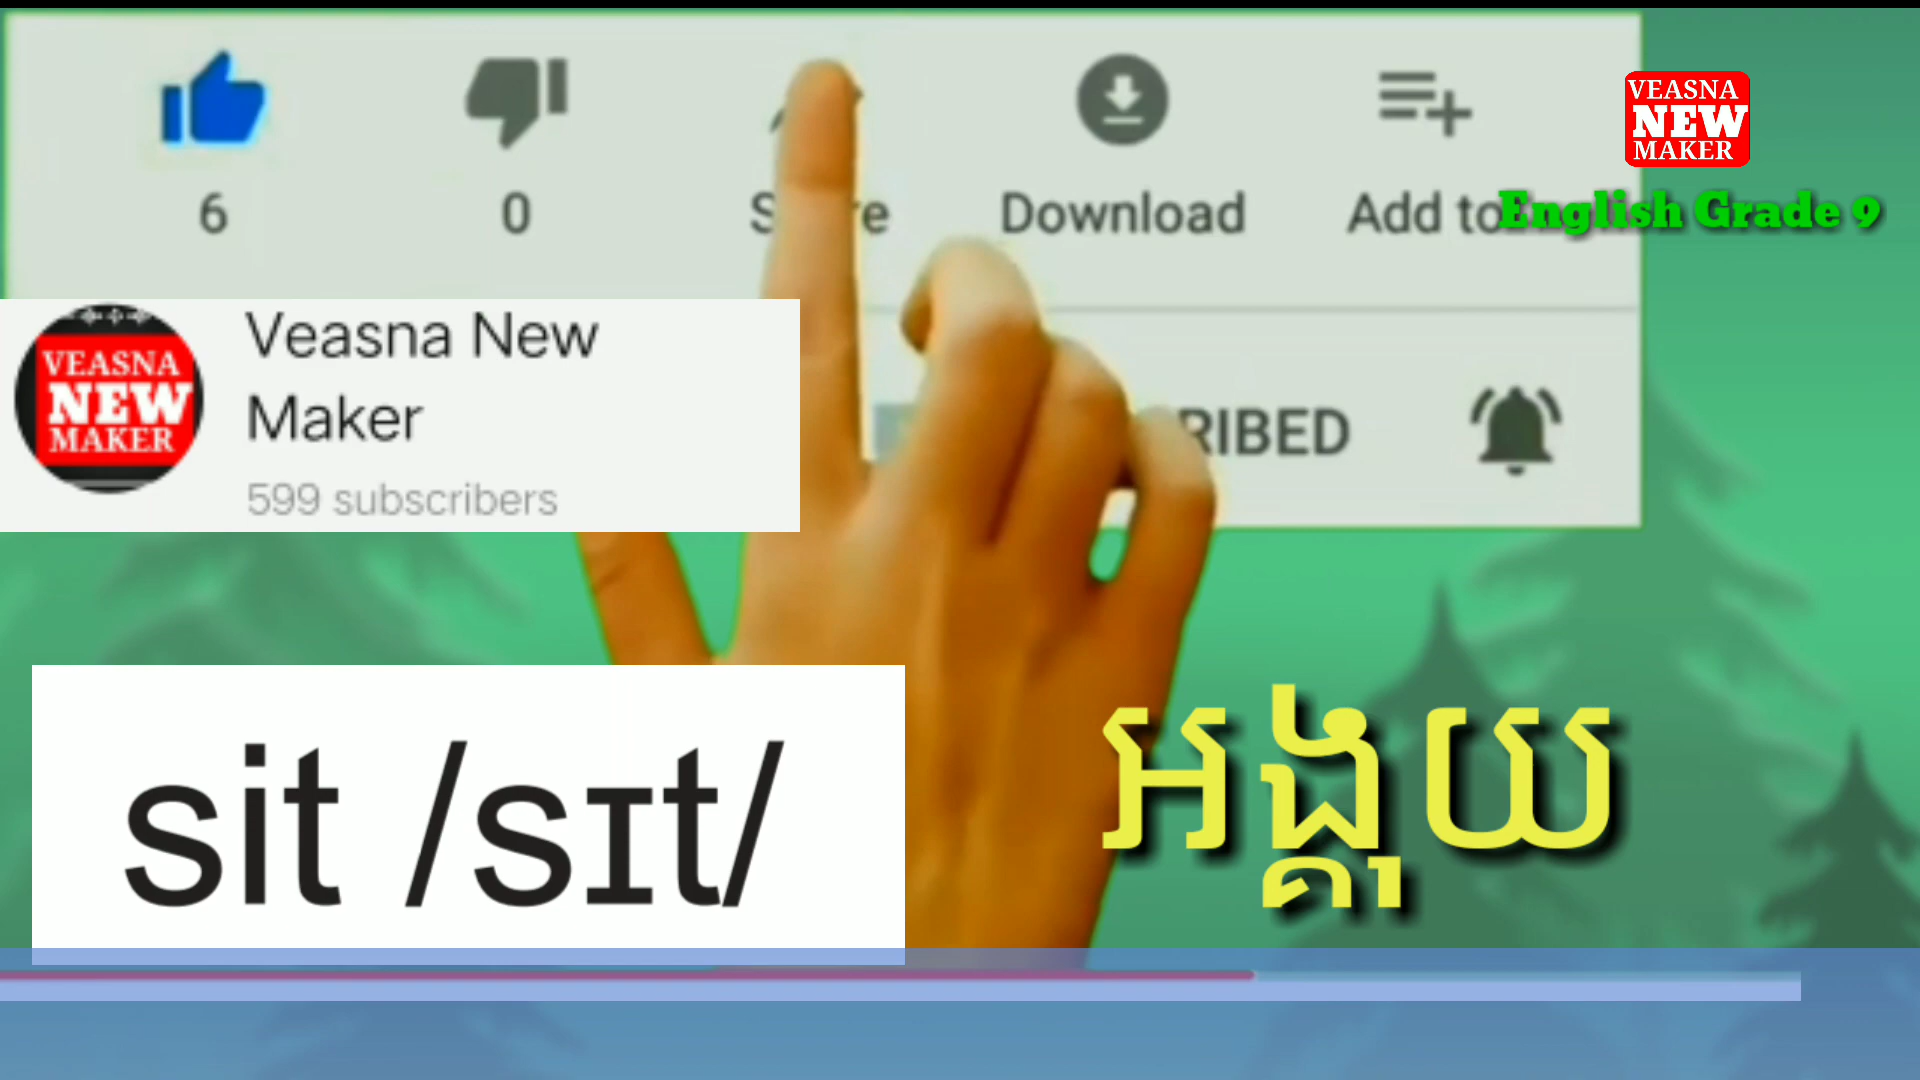 6
0
Download
Add to
VEASNA
NEW
MAKER
English Grade 9
VEASNA
NEW
MAKER
Veasna New
Maker
599 subscribers
sit /sɪt/
អង្គុយ